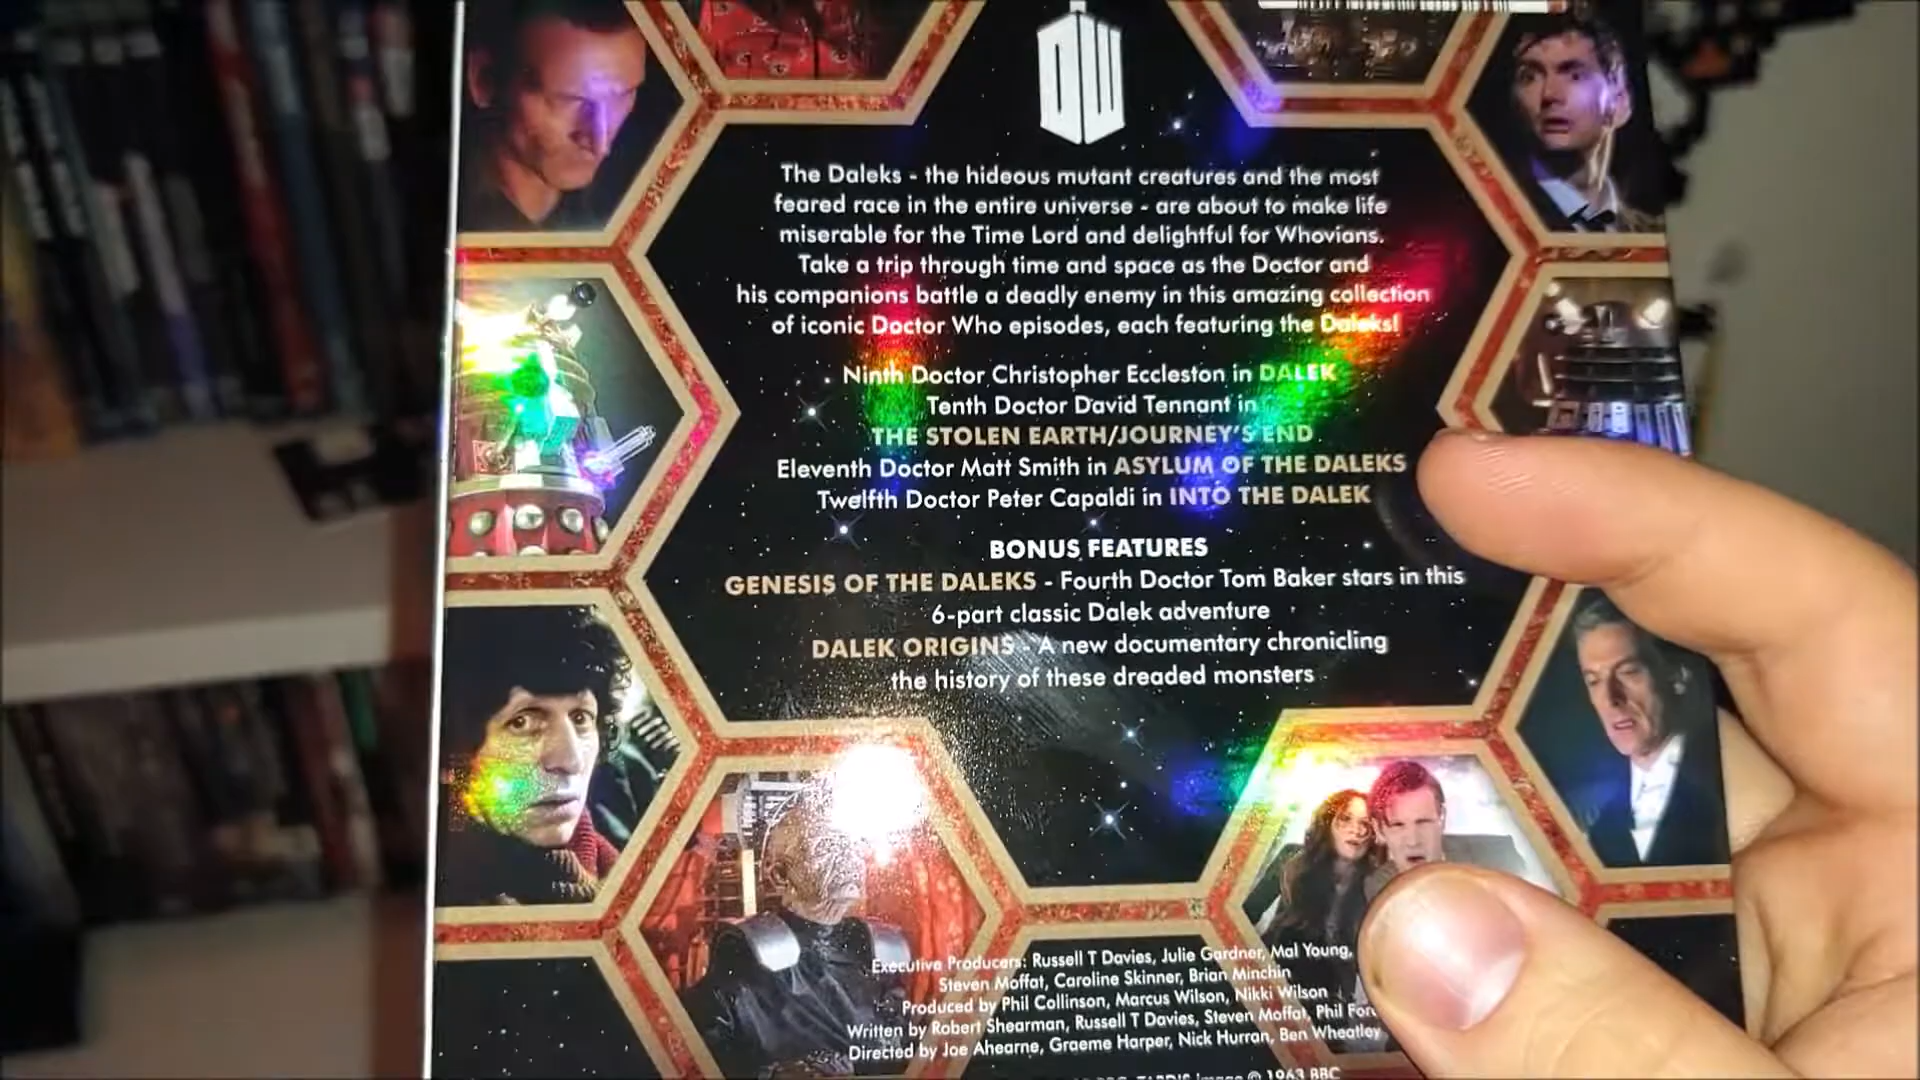 DW
The Daleks - the hideous mutant creatures and the most
feared race in the entire universe - are about to make life
miserable for the Time Lord and delightful for Whovians.
Take a trip through time and space as the Doctor and
his companions battle a deadly enemy in this amazing collection
of iconic Doctor Who episodes, each featuring the Daleks!
Ninth Doctor Christopher Eccleston in DALEK
Tenth Doctor David Tennant in
THE STOLEN EARTH/JOURNEY'S END
Eleventh Doctor Matt Smith in ASYLUM OF THE DALEKS
Twelfth Doctor Peter Capaldi in INTO THE DALEK
BONUS FEATURES
GENESIS OF THE DALEKS - Fourth Doctor Tom Baker stars in this
6-part classic Dalek adventure
DALEK ORIGINS - A new documentary chronicling
the history of these dreaded monsters
Executive Producers: Russell T Davies, Julie Gardner, Mal Young,
Steven Moffat, Caroline Skinner, Brian Minchin
Produced by Phil Collinson, Marcus Wilson, Nikki Wilson
Written by Robert Shearman, Russell T Davies, Steven Moffat, Phil
Directed by Joe Ahearne, Graeme Harper, Nick Hurran, Ben Wheatley
image © 1963 BBC